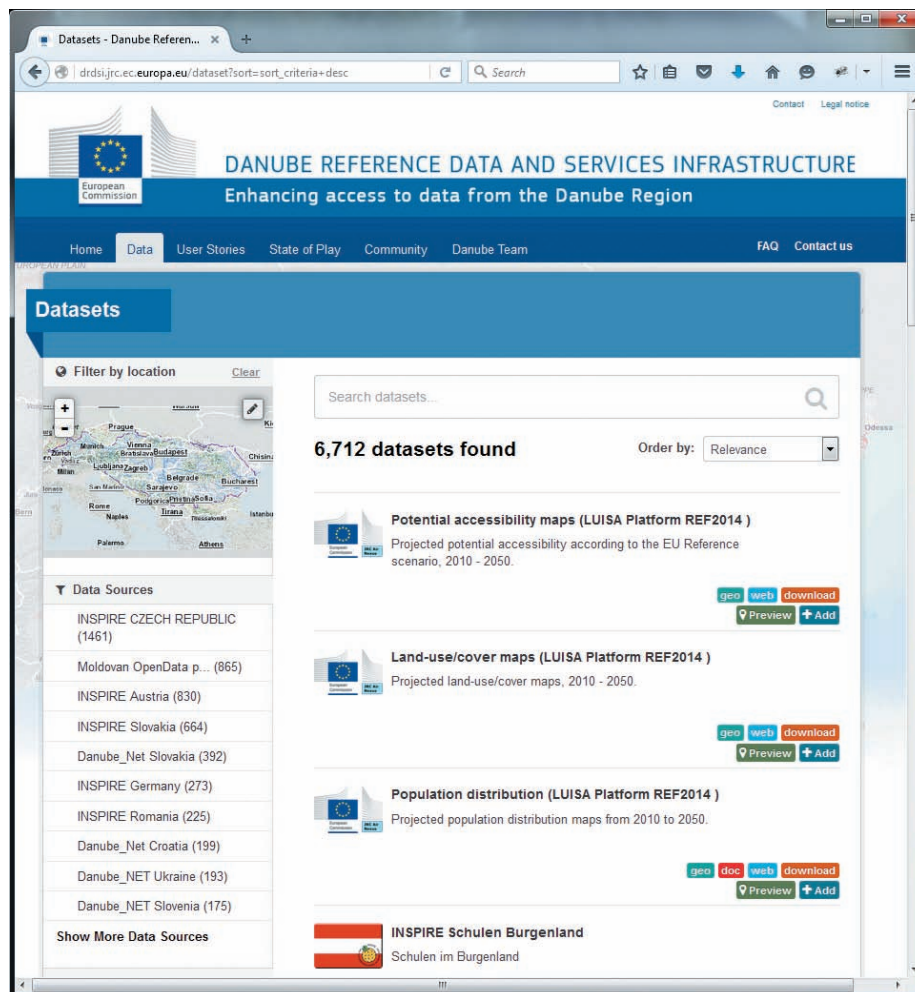 Datasets - Danube Referen...
drdsi.jrc.ec.europa.eu/dataset?sort=sort_criteria+desc
Search
Contact Legal notice
European
Commission
DANUBE REFERENCE DATA AND SERVICES INFRASTRUCTURE
Enhancing access to data from the Danube Region
Home Data User Stories State of Play Community Danube Team FAQ Contact us
Datasets
Filter by location Clear
Prague
Munich Vienna
Bratislava Budapest
Zürich
Chisina
Milan Ljubljana Zagreb
Belgrade
Bucharest
San Marino Sarajevo
Podgorica Pristina Sofia
Rome
Tirana
Naples
Thessaloniki
Istanbu
Palermo
Athens
Odessa
Search datasets...
6,712 datasets found
Order by: Relevance
Potential accessibility maps (LUISA Platform REF2014 )
Projected potential accessibility according to the EU Reference
scenario, 2010 - 2050.
geo web download
Preview Add
Data Sources
INSPIRE CZECH REPUBLIC
(1461)
Moldovan OpenData p... (865)
INSPIRE Austria (830)
INSPIRE Slovakia (664)
Danube_Net Slovakia (392)
INSPIRE Germany (273)
INSPIRE Romania (225)
Danube_Net Croatia (199)
Danube_NET Ukraine (193)
Danube_NET Slovenia (175)
Show More Data Sources
Land-use/cover maps (LUISA Platform REF2014 )
Projected land-use/cover maps, 2010 - 2050.
geo web download
Preview Add
Population distribution (LUISA Platform REF2014 )
Projected population distribution maps from 2010 to 2050.
geo doc web download
Preview Add
INSPIRE Schulen Burgenland
Schulen im Burgenland